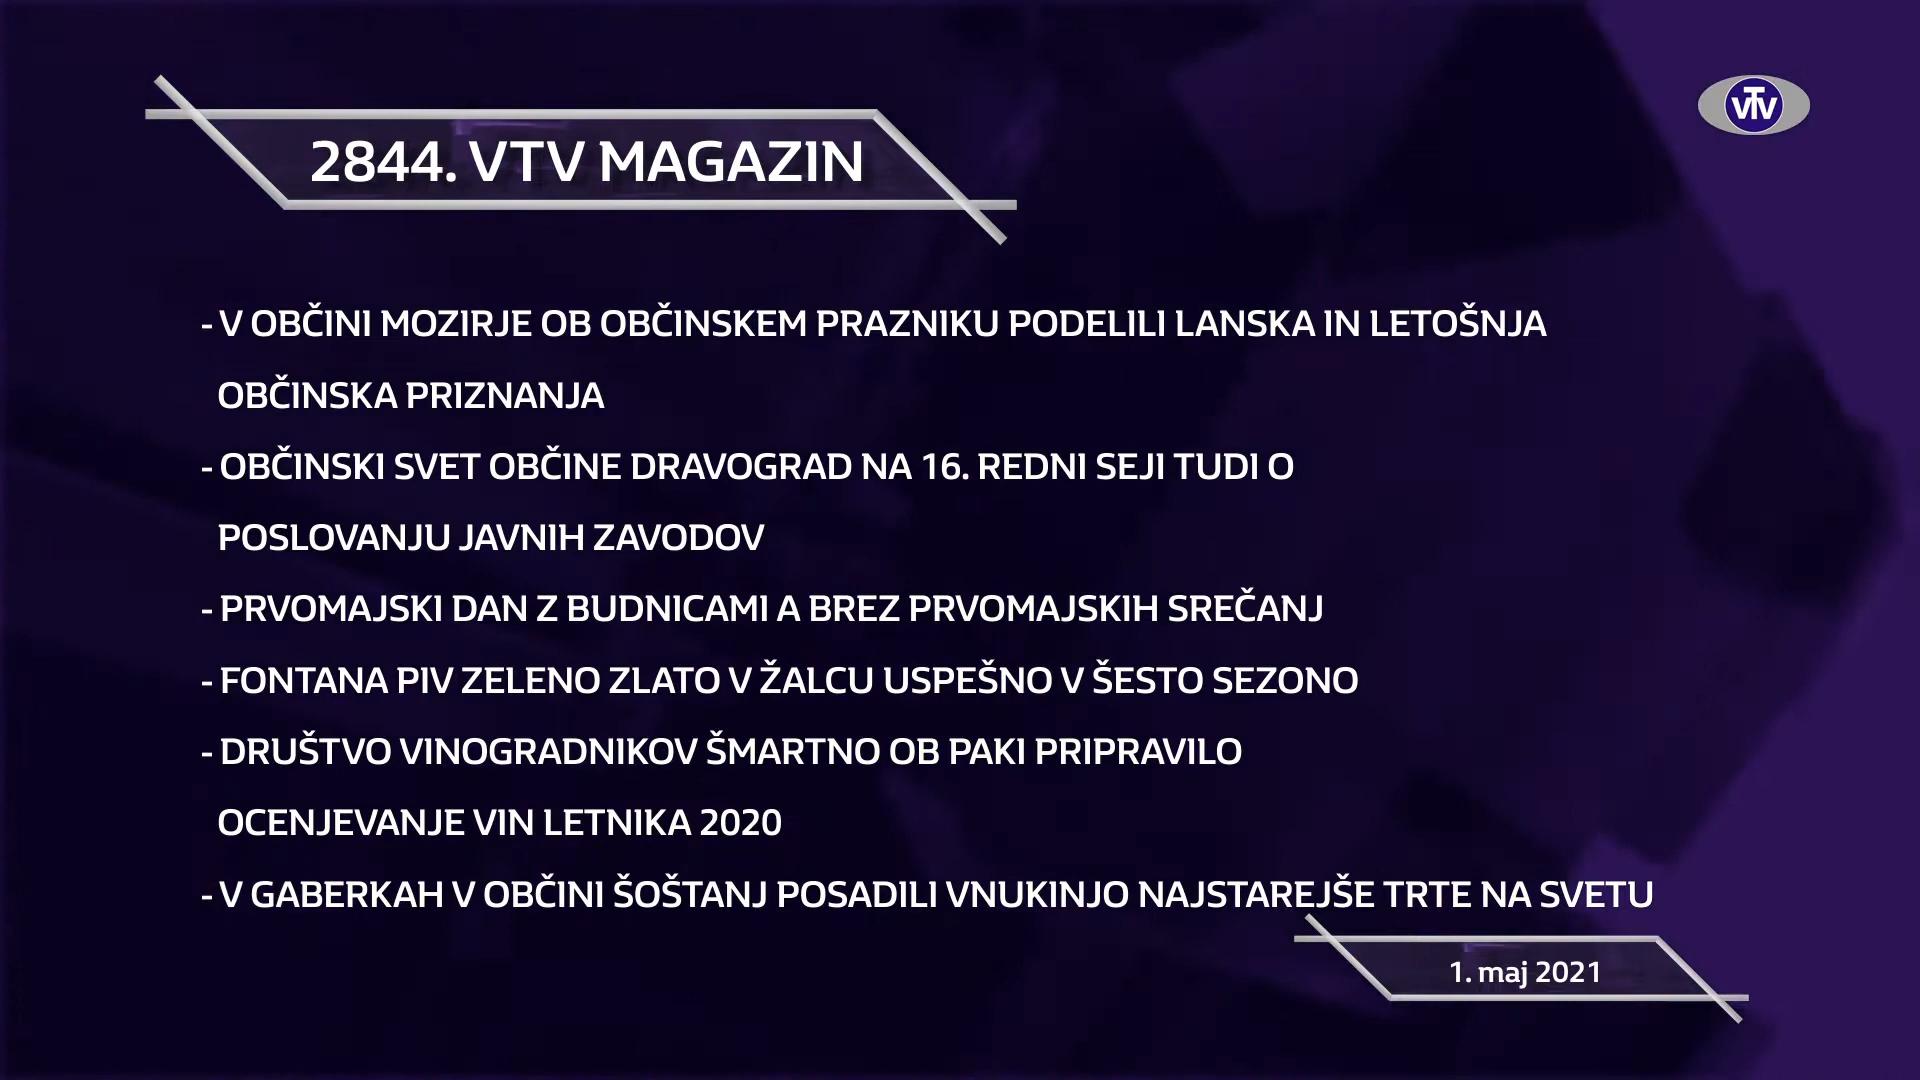 VTV
2844. VTV MAGAZIN
- V OBČINI MOZIRJE OB OBČINSKEM PRAZNIKU PODELILI LANSKA IN LETOŠNJA
OBČINSKA PRIZNANJA
- OBČINSKI SVET OBČINE DRAVOGRAD NA 16. REDNI SEJI TUDI O
POSLOVANJU JAVNIH ZAVODOV
- PRVOMAJSKI DAN Z BUDNICAMI A BREZ PRVOMAJSKIH SREČANJ
- FONTANA PIV ZELENO ZLATO V ŽALCU USPEŠNO V ŠESTO SEZONO
- DRUŠTVO VINOGRADNIKOV ŠMARTNO OB PAKI PRIPRAVILO
OCENJEVANJE VIN LETNIKA 2020
- V GABERKAH V OBČINI ŠOŠTANJ POSADILI VNUKINJO NAJSTAREJŠE TRTE NA SVETU
1. maj 2021